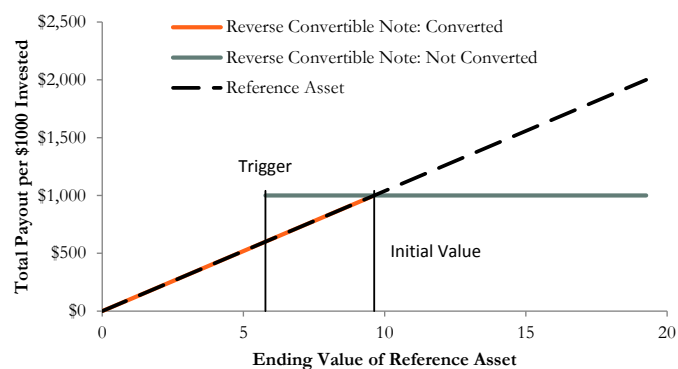 $2,500
Reverse Convertible Note: Converted
Reverse Convertible Note: Not Converted
Reference Asset
$2,000
$1,500
Trigger
$1,000
Initial Value
$500
$0
0
5
10
15
20
Total Payout per $1000 Invested
Ending Value of Reference Asset